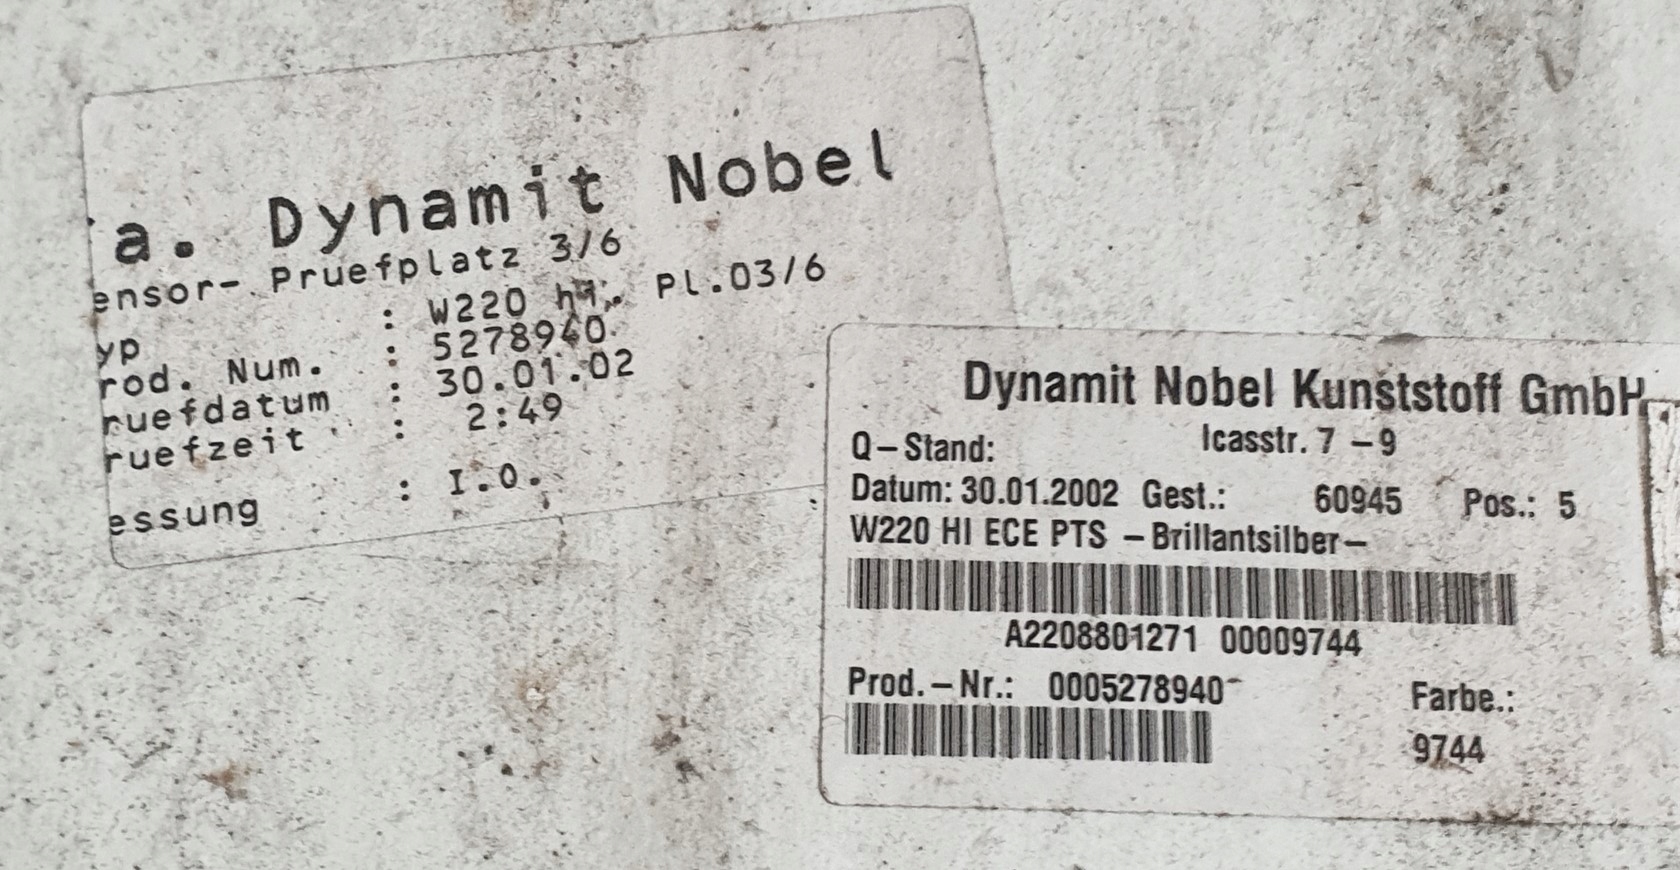 a. Dynamit Nobel
ensor- Pruefplatz 3/6
yp : W220 hi. Pl.03/6
rod. Num. : 5278940
ruefdatum : 30.01.02
ruefzeit : 2:49
essung : I.O.
Dynamit Nobel Kunststoff GmbH
Q-Stand: Icasstr. 7 -9
Datum: 30.01.2002 Gest.: 60945 Pos.: 5
W220 HI ECE PTS -Brillantsilber-
A2208801271 00009744
Prod.-Nr.: 0005278940 Farbe.:
9744